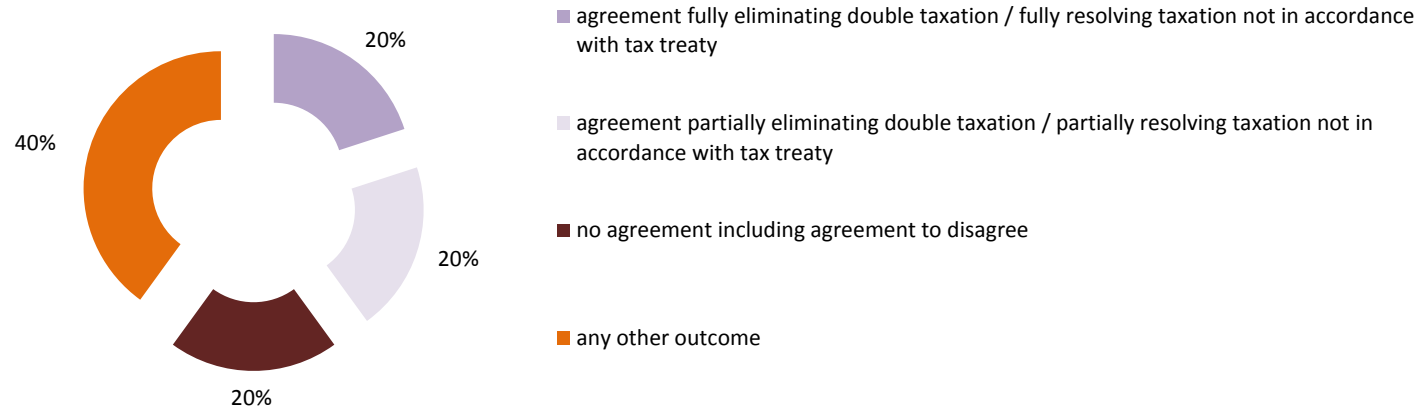 20%
20%
20%
40%
agreement fully eliminating double taxation / fully resolving taxation not in accordance
with tax treaty
agreement partially eliminating double taxation / partially resolving taxation not in
accordance with tax treaty
no agreement including agreement to disagree
any other outcome